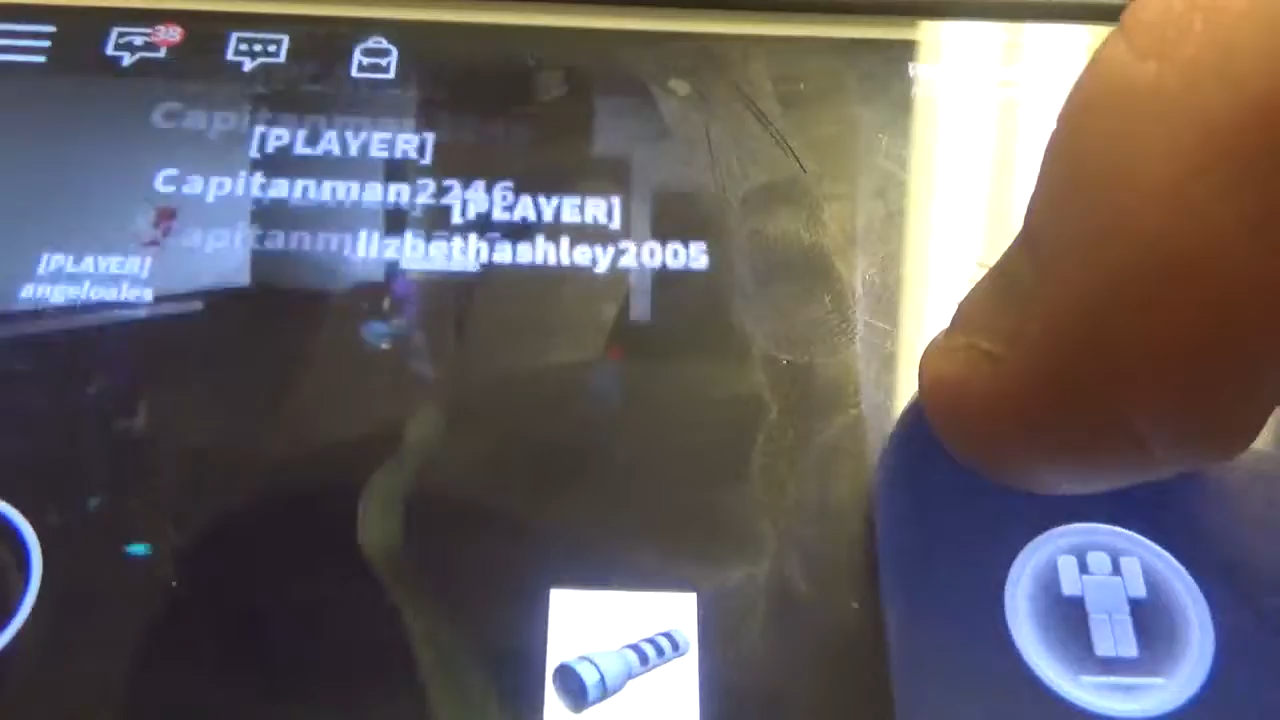 38
[PLAYER]
Capitanman2246
[PLAYER]
lizbethashley2005
[PLAYER]
angeloales